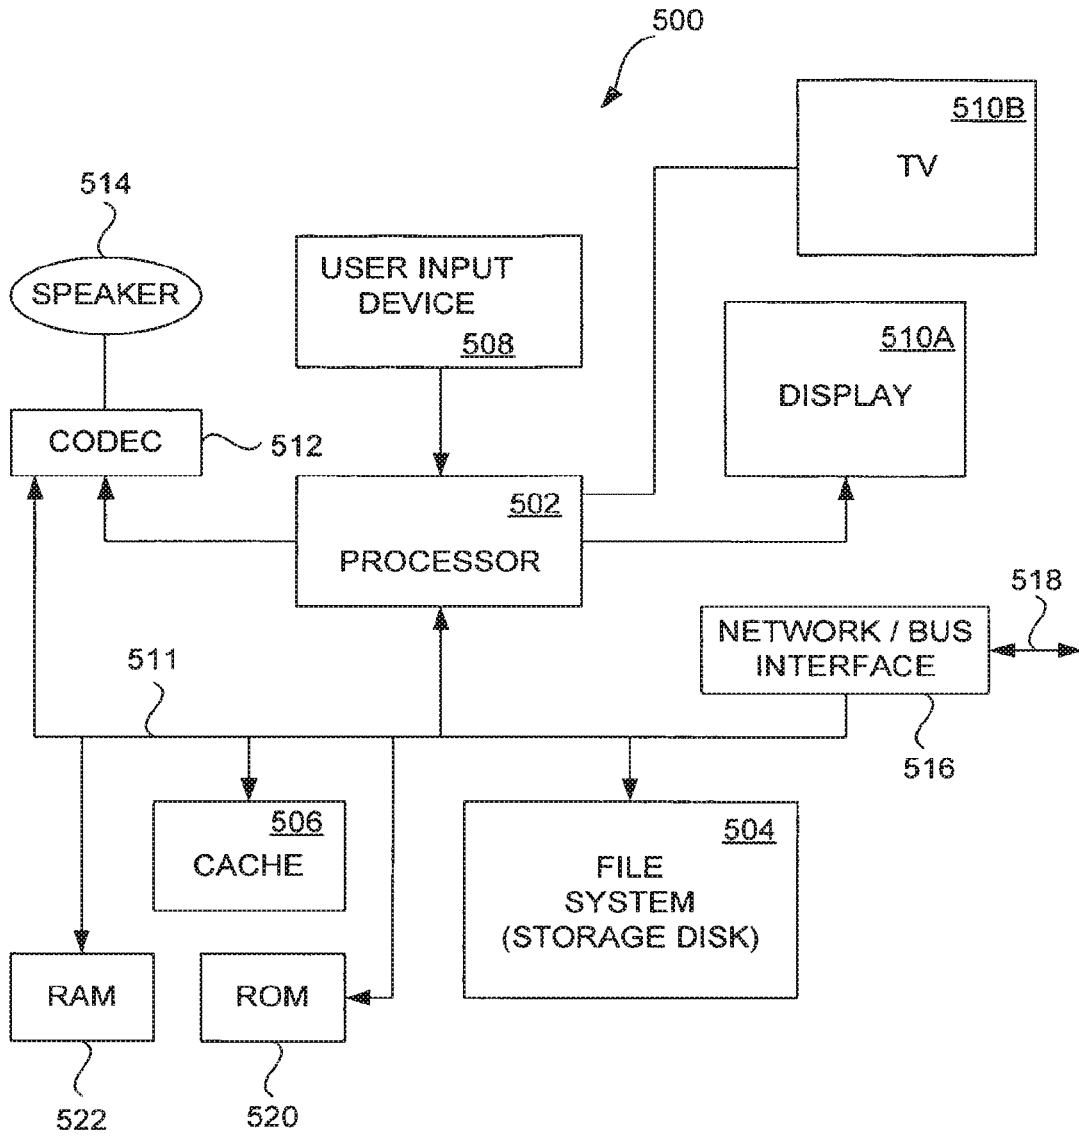 500
510B
TV
514
SPEAKER
USER INPUT
DEVICE
508
510A
DISPLAY
CODEC
512
502
PROCESSOR
518
NETWORK / BUS
INTERFACE
511
516
506
CACHE
504
FILE
SYSTEM
(STORAGE DISK)
RAM
ROM
522
520